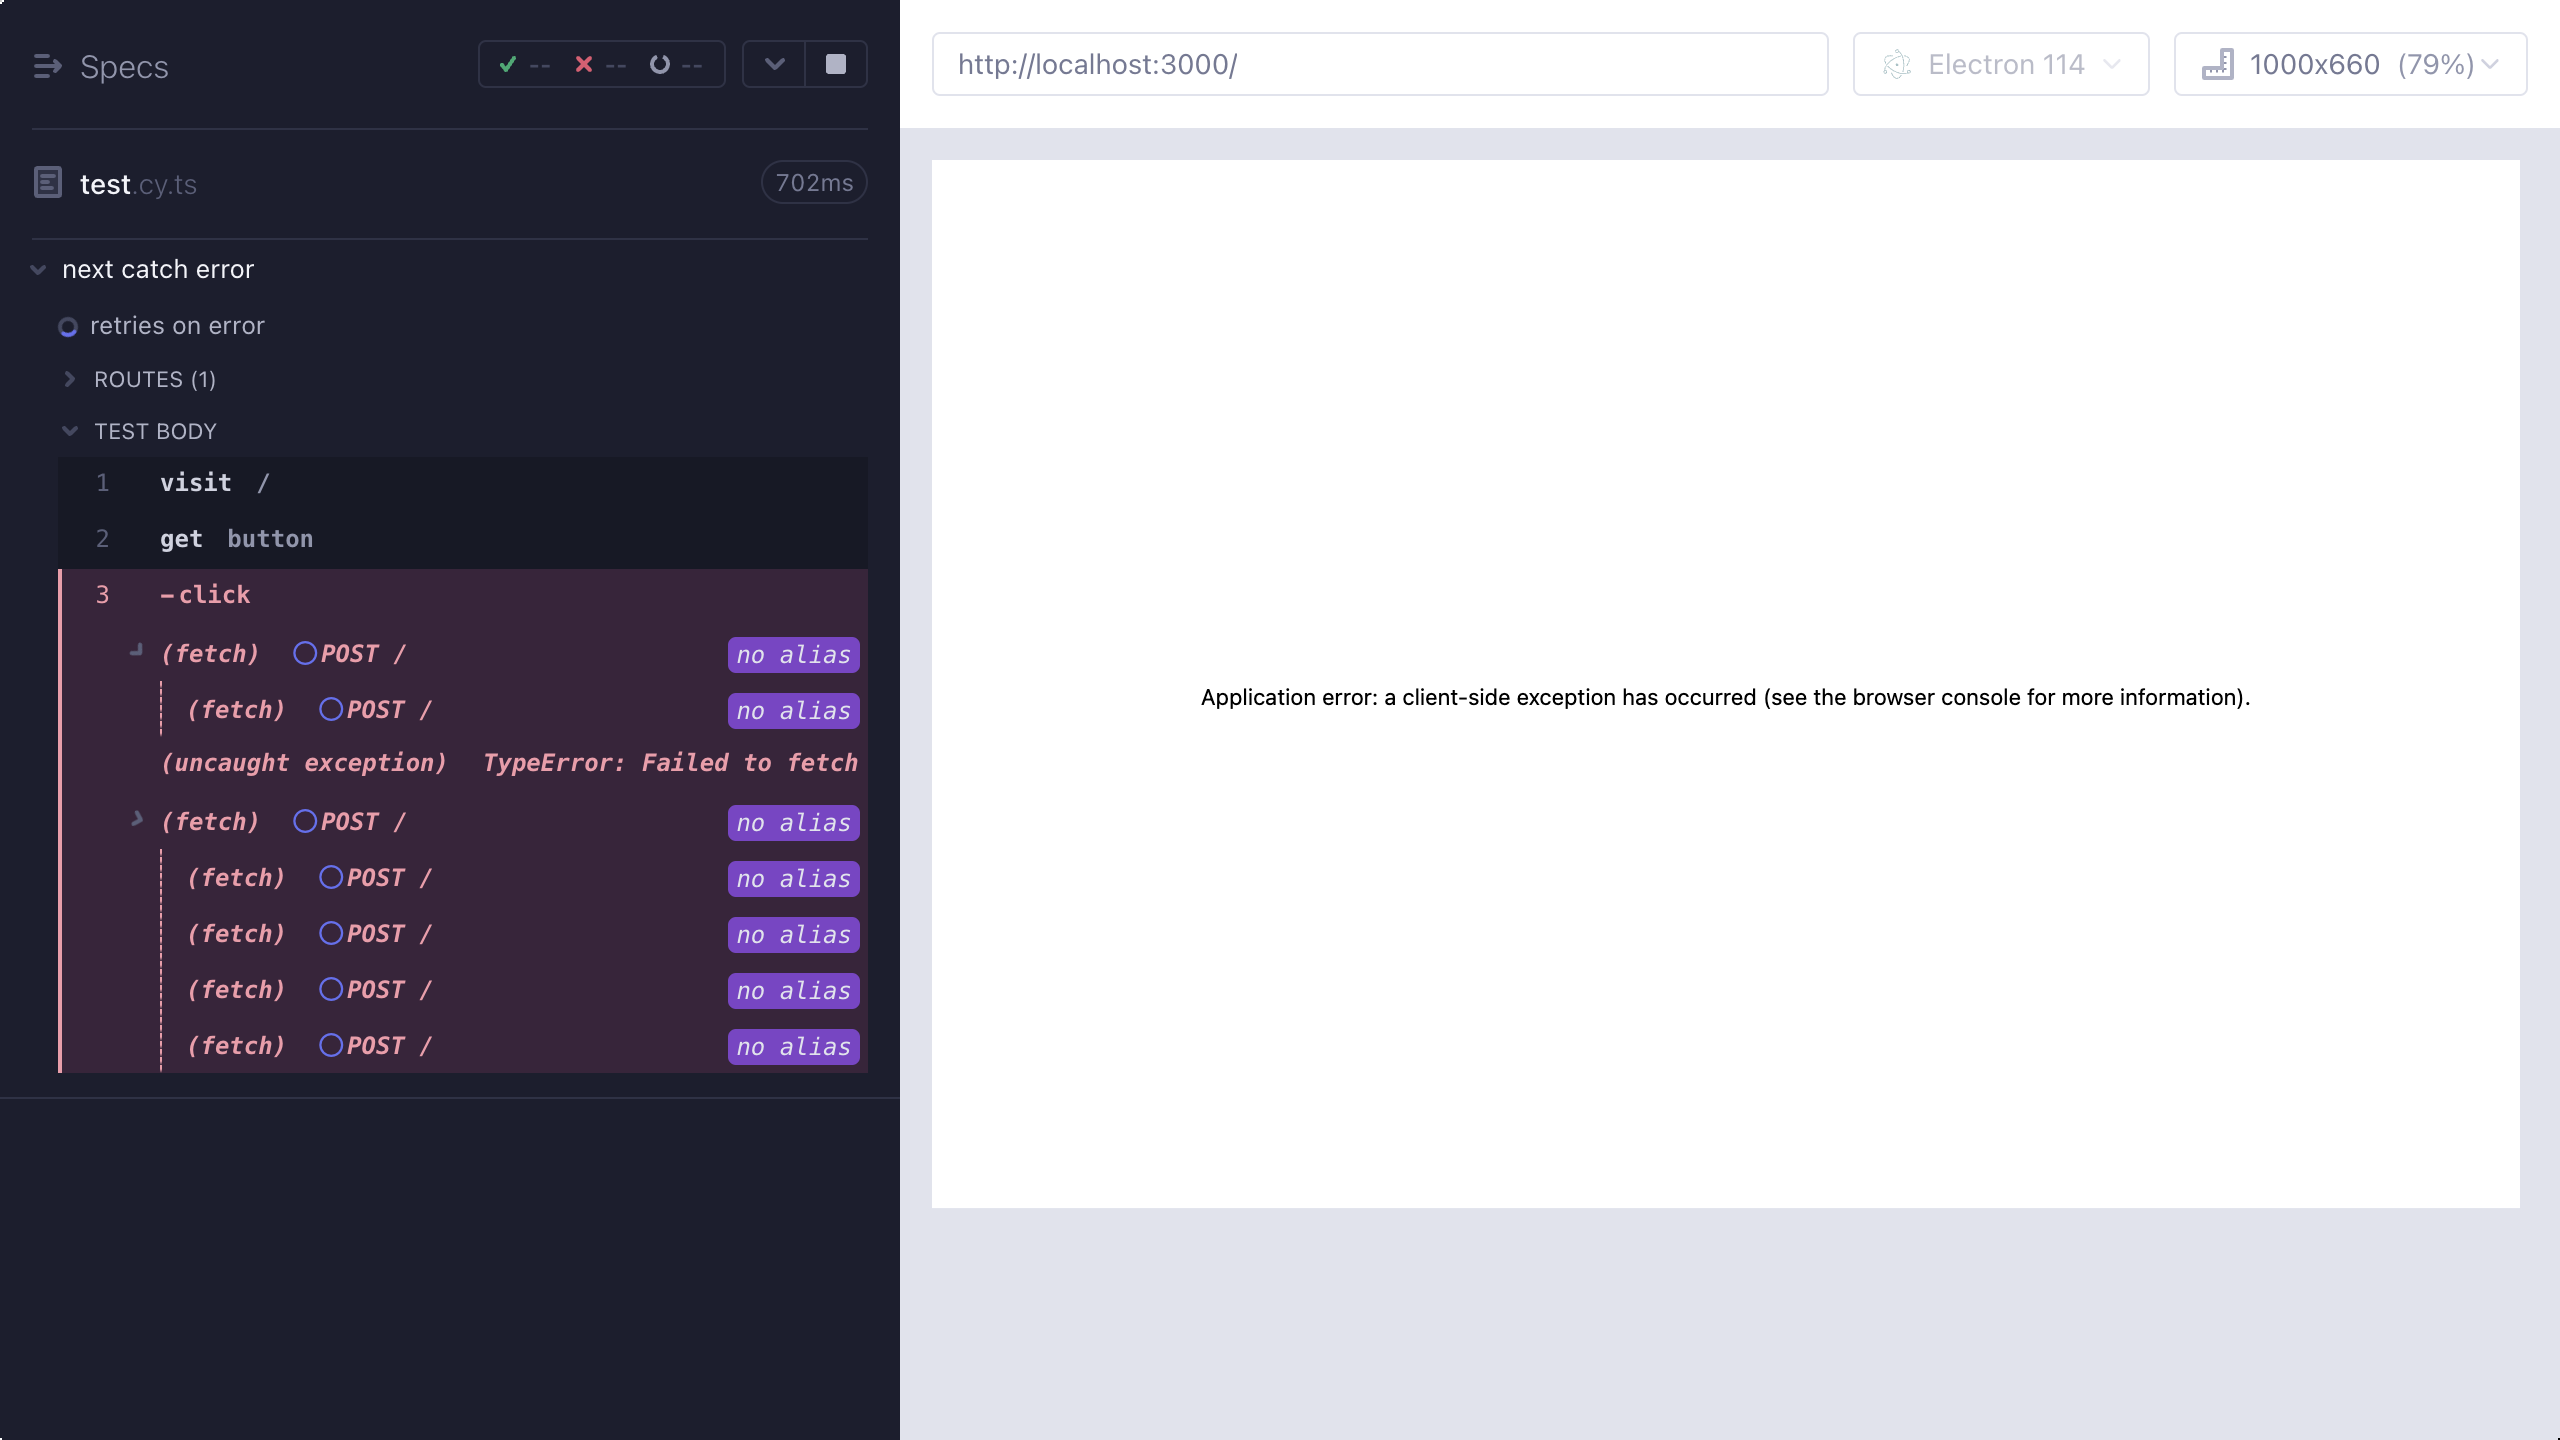 Specs
-- -- --
test.cy.ts
702ms
next catch error
retries on error
ROUTES (1)
TEST BODY
1 visit /
2 get button
3 -click
(fetch) POST / no alias
(fetch) POST / no alias
(uncaught exception) TypeError: Failed to fetch
(fetch) POST / no alias
(fetch) POST / no alias
(fetch) POST / no alias
(fetch) POST / no alias
(fetch) POST / no alias
http://localhost:3000/
Electron 114
1000x660 (79%)
Application error: a client-side exception has occurred (see the browser console for more information).